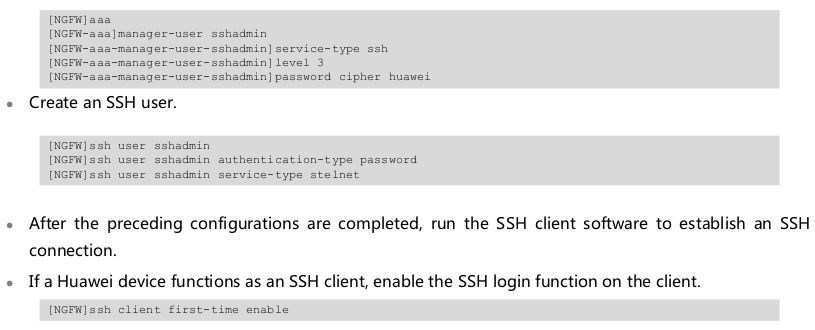 [NGFW]aaa
[NGFW-aaa]manager-user sshadmin
[NGFW-aaa-manager-user-sshadmin]service-type ssh
[NGFW-aaa-manager-user-sshadmin]level 3
[NGFW-aaa-manager-user-sshadmin]password cipher huawei
• Create an SSH user.
[NGFW]ssh user sshadmin
[NGFW]ssh user sshadmin authentication-type password
[NGFW]ssh user sshadmin service-type stelnet
• After the preceding configurations are completed, run the SSH client software to establish an SSH
connection.
• If a Huawei device functions as an SSH client, enable the SSH login function on the client.
[NGFW]ssh client first-time enable